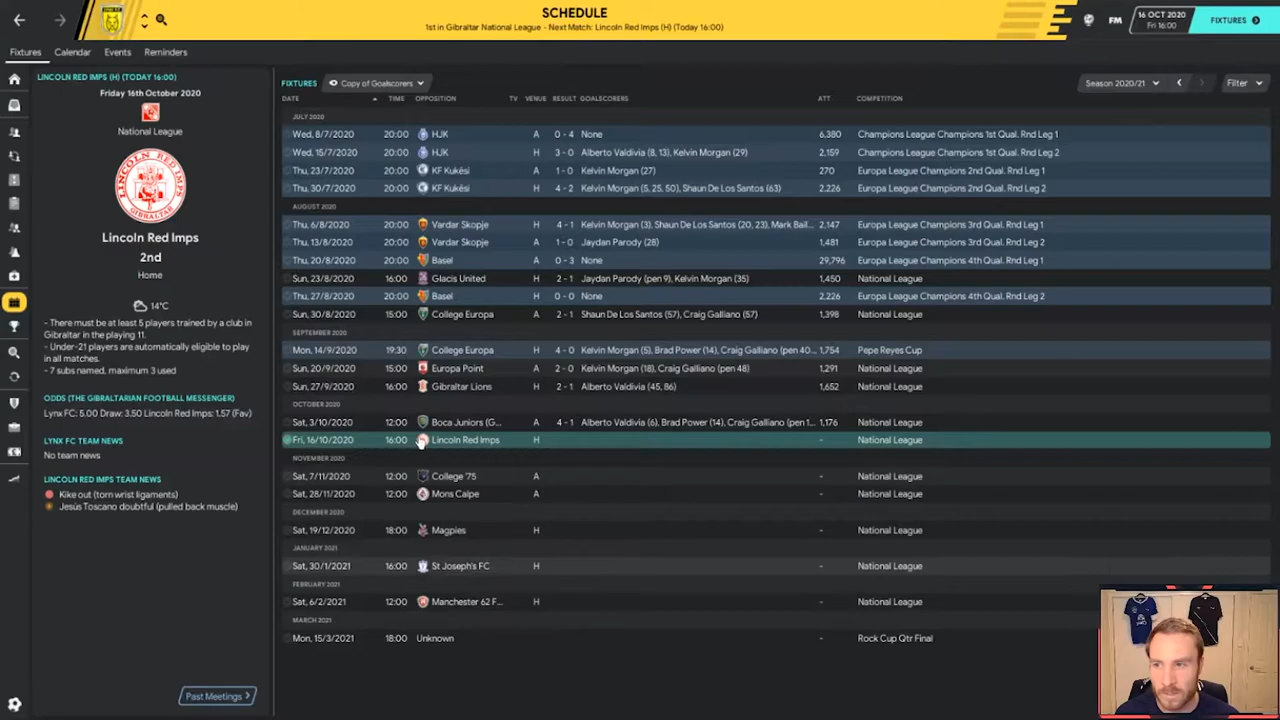 SCHEDULE
1st in Gibraltar National League - Next Match: Lincoln Red Imps (H) (Today 16:00)
FM
16 OCT 2020
Fri 16:00
FIXTURES
Fixtures Calendar Events Reminders
LINCOLN RED IMPS (H) (TODAY 16:00)
Friday 16th October 2020
National League
LINCOLN RED IMPS
GIBRALTAR
Lincoln Red Imps
2nd
Home
14°C
- There must be at least 5 players trained by a club in
Gibraltar in the playing 11.
- Under-21 players are automatically eligible to play
in all matches.
- 7 subs named, maximum 3 used
ODDS (THE GIBRALTARIAN FOOTBALL MESSENGER)
Lynx FC: 5.00 Draw: 3.50 Lincoln Red Imps: 1.57 (Fav)
LYNX FC TEAM NEWS
No team news
LINCOLN RED IMPS TEAM NEWS
Kike out (torn wrist ligaments)
Jesús Toscano doubtful (pulled back muscle)
Past Meetings
FIXTURES Copy of Goalscorers Season 2020/21 Filter
DATE TIME OPPOSITION TV VENUE RESULT GOALSCORERS ATT COMPETITION
JULY 2020
Wed, 8/7/2020 20:00 HJK A 0 - 4 None 6,380 Champions League Champions 1st Qual. Rnd Leg 1
Wed, 15/7/2020 20:00 HJK H 3 - 0 Alberto Valdivia (8, 13), Kelvin Morgan (29) 2,159 Champions League Champions 1st Qual. Rnd Leg 2
Thu, 23/7/2020 20:00 KF Kukësi A 1 - 0 Kelvin Morgan (27) 270 Europa League Champions 2nd Qual. Rnd Leg 1
Thu, 30/7/2020 20:00 KF Kukësi H 4 - 2 Kelvin Morgan (5, 25, 50), Shaun De Los Santos (63) 2,226 Europa League Champions 2nd Qual. Rnd Leg 2
AUGUST 2020
Thu, 6/8/2020 20:00 Vardar Skopje H 4 - 1 Kelvin Morgan (3), Shaun De Los Santos (20, 23), Mark Bail... 2,147 Europa League Champions 3rd Qual. Rnd Leg 1
Thu, 13/8/2020 20:00 Vardar Skopje A 1 - 0 Jaydan Parody (28) 1,481 Europa League Champions 3rd Qual. Rnd Leg 2
Thu, 20/8/2020 20:00 Basel A 0 - 3 None 29,796 Europa League Champions 4th Qual. Rnd Leg 1
Sun, 23/8/2020 16:00 Glacis United H 2 - 1 Jaydan Parody (pen 9), Kelvin Morgan (35) 1,450 National League
Thu, 27/8/2020 20:00 Basel H 0 - 0 None 2,226 Europa League Champions 4th Qual. Rnd Leg 2
Sun, 30/8/2020 15:00 College Europa A 2 - 1 Shaun De Los Santos (57), Craig Galliano (57) 1,398 National League
SEPTEMBER 2020
Mon, 14/9/2020 19:30 College Europa H 4 - 0 Kelvin Morgan (5), Brad Power (14), Craig Galliano (pen 40... 1,754 Pepe Reyes Cup
Sun, 20/9/2020 15:00 Europa Point A 2 - 0 Kelvin Morgan (18), Craig Galliano (pen 48) 1,291 National League
Sun, 27/9/2020 16:00 Gibraltar Lions H 2 - 1 Alberto Valdivia (45, 86) 1,652 National League
OCTOBER 2020
Sat, 3/10/2020 12:00 Boca Juniors (G... A 4 - 1 Alberto Valdivia (6), Brad Power (14), Craig Galliano (pen 1... 1,176 National League
Fri, 16/10/2020 16:00 Lincoln Red Imps H - National League
NOVEMBER 2020
Sat, 7/11/2020 12:00 College '75 A - National League
Sat, 28/11/2020 12:00 Mons Calpe A - National League
DECEMBER 2020
Sat, 19/12/2020 18:00 Magpies H - National League
JANUARY 2021
Sat, 30/1/2021 16:00 St Joseph's FC H - National League
FEBRUARY 2021
Sat, 6/2/2021 12:00 Manchester 62 F... H - National League
MARCH 2021
Mon, 15/3/2021 18:00 Unknown - Rock Cup Qtr Final